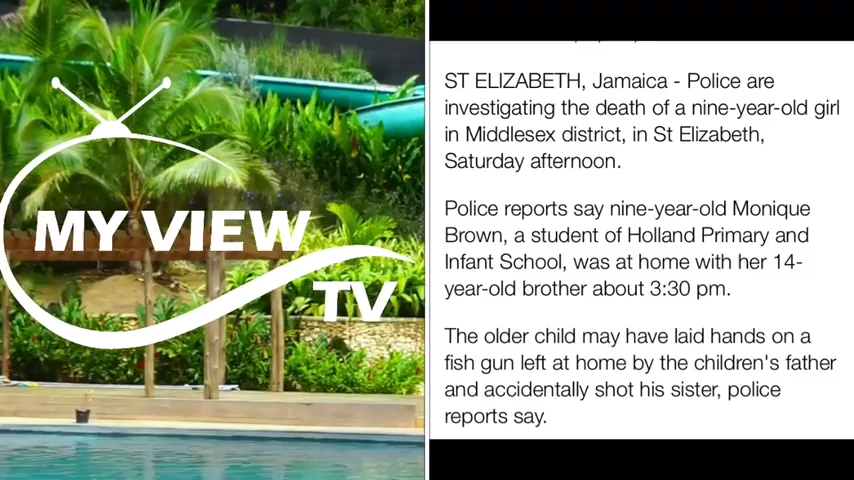 MY VIEW
TV
ST ELIZABETH, Jamaica - Police are
investigating the death of a nine-year-old girl
in Middlesex district, in St Elizabeth,
Saturday afternoon.
Police reports say nine-year-old Monique
Brown, a student of Holland Primary and
Infant School, was at home with her 14-
year-old brother about 3:30 pm.
The older child may have laid hands on a
fish gun left at home by the children's father
and accidentally shot his sister, police
reports say.